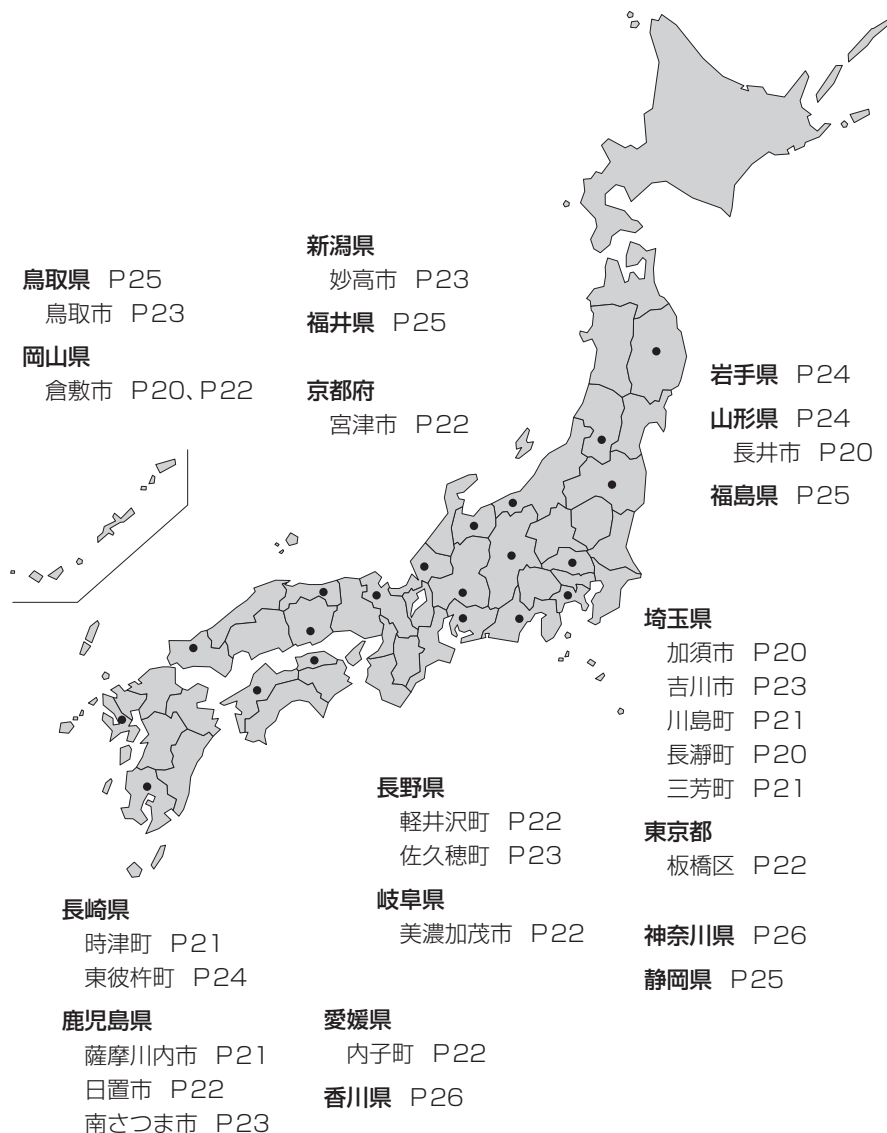 鳥取県 P25
鳥取市 P23
岡山県
倉敷市 P20、P22
新潟県
妙高市 P23
福井県 P25
京都府
宮津市 P22
岩手県 P24
山形県 P24
長井市 P20
福島県 P25
埼玉県
加須市 P20
吉川市 P23
川島町 P21
長瀞町 P20
三芳町 P21
東京都
板橋区 P22
神奈川県 P26
静岡県 P25
長野県
軽井沢町 P22
佐久穂町 P23
岐阜県
美濃加茂市 P22
長崎県
時津町 P21
東彼杵町 P24
鹿児島県
薩摩川内市 P21
日置市 P22
南さつま市 P23
愛媛県
内子町 P22
香川県 P26